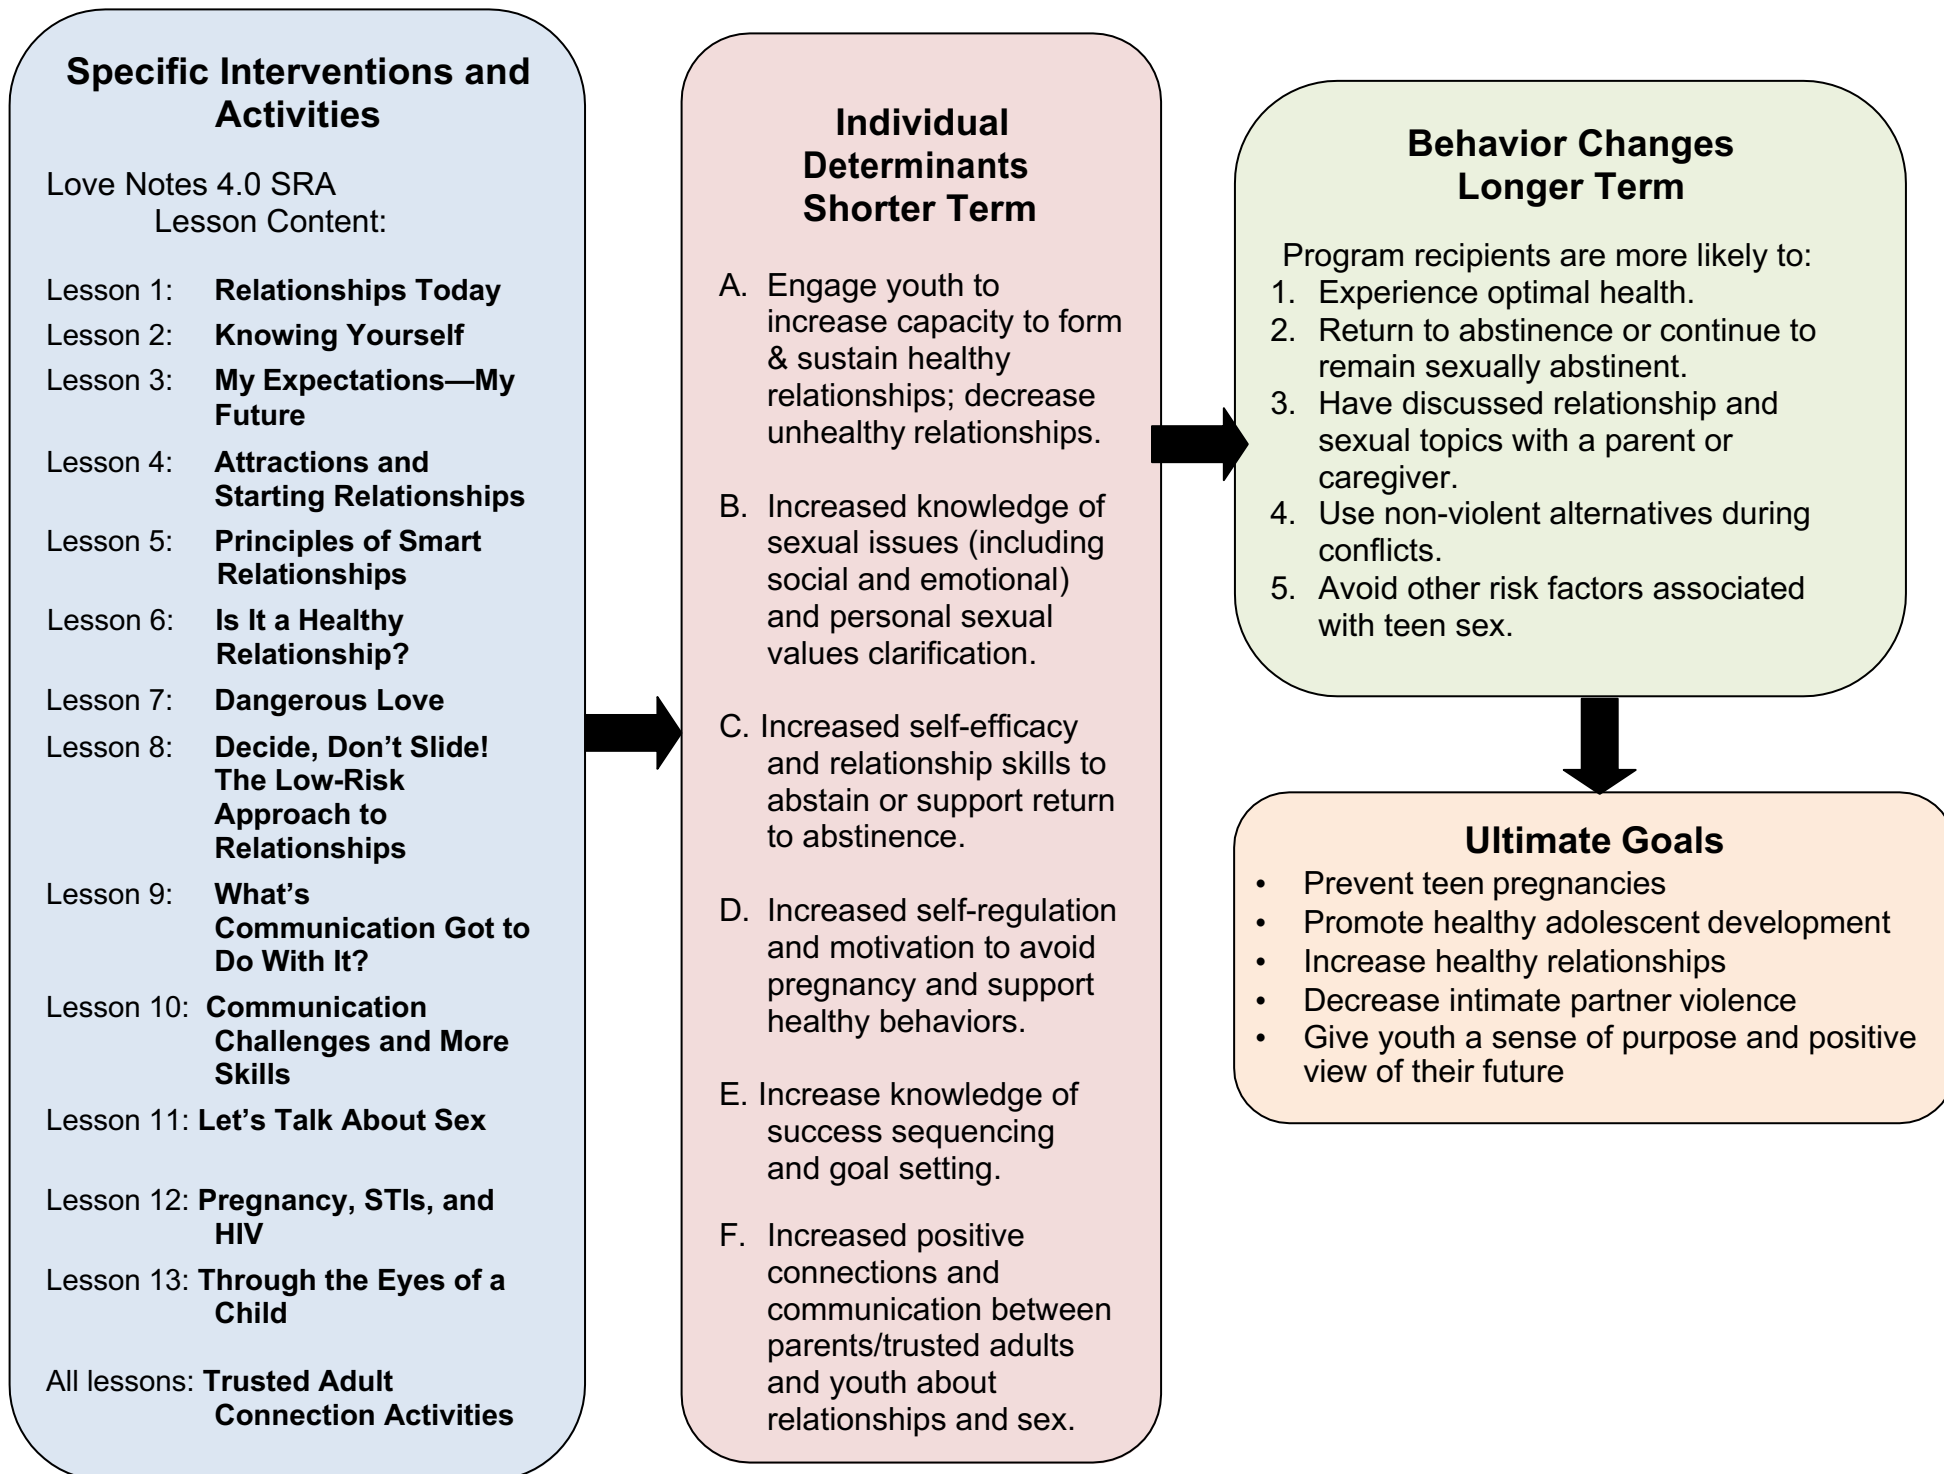 Specific Interventions and
Activities
Love Notes 4.0 SRA
Lesson Content:
Lesson 1: Relationships Today
Lesson 2: Knowing Yourself
Lesson 3: My Expectations—My
Future
Lesson 4: Attractions and
Starting Relationships
Lesson 5: Principles of Smart
Relationships
Lesson 6: Is It a Healthy
Relationship?
Lesson 7: Dangerous Love
Lesson 8: Decide, Don’t Slide!
The Low-Risk
Approach to
Relationships
Lesson 9: What’s
Communication Got to
Do With It?
Lesson 10: Communication
Challenges and More
Skills
Lesson 11: Let’s Talk About Sex
Lesson 12: Pregnancy, STIs, and
HIV
Lesson 13: Through the Eyes of a
Child
All lessons: Trusted Adult
Connection Activities
Individual
Determinants
Shorter Term
A. Engage youth to
increase capacity to form
& sustain healthy
relationships; decrease
unhealthy relationships.
B. Increased knowledge of
sexual issues (including
social and emotional)
and personal sexual
values clarification.
C. Increased self-efficacy
and relationship skills to
abstain or support return
to abstinence.
D. Increased self-regulation
and motivation to avoid
pregnancy and support
healthy behaviors.
E. Increase knowledge of
success sequencing
and goal setting.
F. Increased positive
connections and
communication between
parents/trusted adults
and youth about
relationships and sex.
Behavior Changes
Longer Term
Program recipients are more likely to:
1. Experience optimal health.
2. Return to abstinence or continue to
remain sexually abstinent.
3. Have discussed relationship and
sexual topics with a parent or
caregiver.
4. Use non-violent alternatives during
conflicts.
5. Avoid other risk factors associated
with teen sex.
Ultimate Goals
• Prevent teen pregnancies
• Promote healthy adolescent development
• Increase healthy relationships
• Decrease intimate partner violence
• Give youth a sense of purpose and positive
view of their future